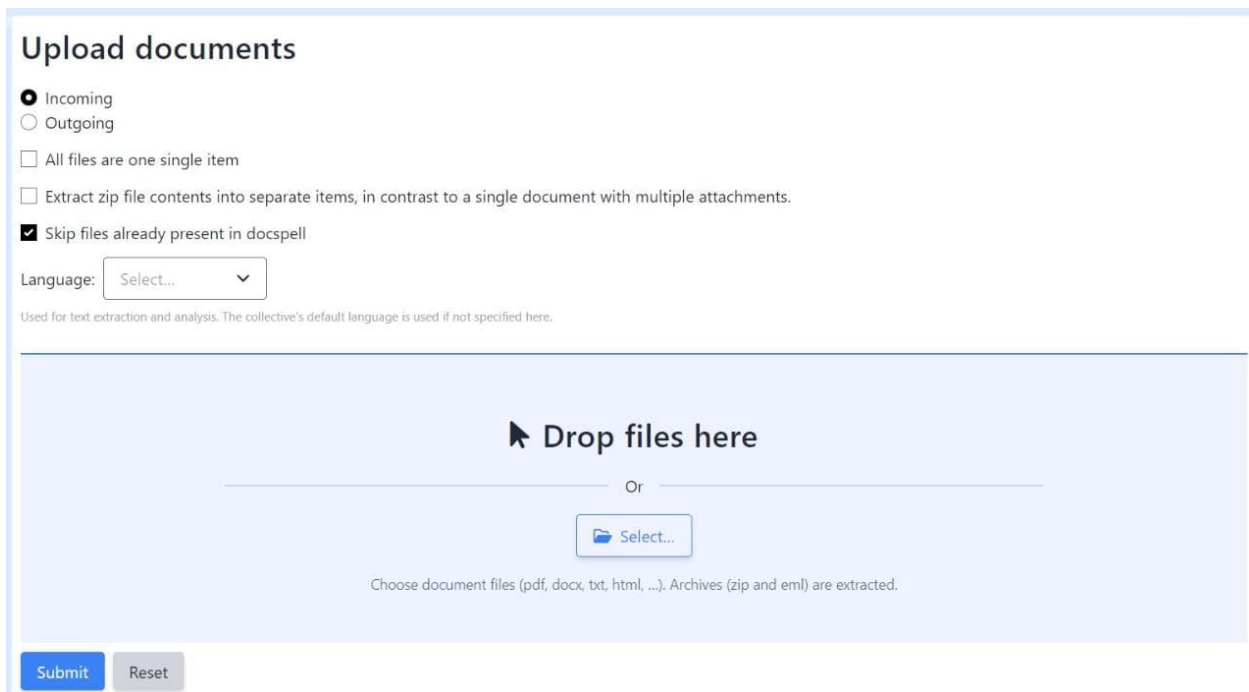 Upload documents
Incoming
Outgoing
All files are one single item
Extract zip file contents into separate items, in contrast to a single document with multiple attachments.
Skip files already present in docspell
Language: Select...
Used for text extraction and analysis. The collective's default language is used if not specified here.
Drop files here
Or
Select...
Choose document files (pdf, docx, txt, html, ...). Archives (zip and eml) are extracted.
Submit Reset